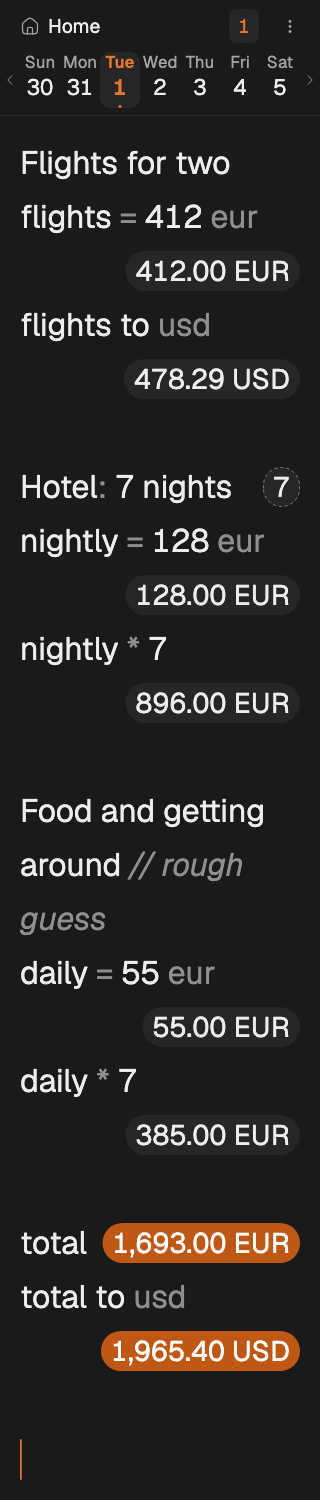 Home 1
Sun Mon Tue Wed Thu Fri Sat
30 31 1 2 3 4 5
Flights for two
flights = 412 eur
412.00 EUR
flights to usd
478.29 USD
Hotel: 7 nights 7
nightly = 128 eur
128.00 EUR
nightly * 7
896.00 EUR
Food and getting
around // rough
guess
daily = 55 eur
55.00 EUR
daily * 7
385.00 EUR
total 1,693.00 EUR
total to usd
1,965.40 USD